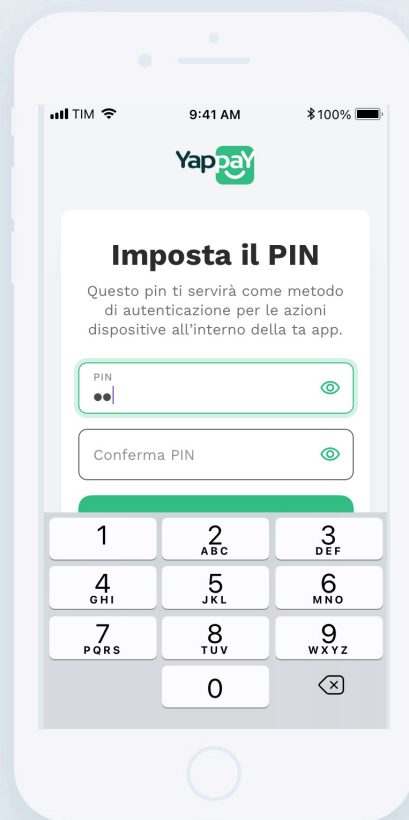 TIM 9:41 AM 100%
Yappay
Imposta il PIN
Questo pin ti servirà come metodo
di autenticazione per le azioni
dispositive all'interno della ta app.
PIN
Conferma PIN
1 2 3
ABC DEF
4 5 6
GHI JKL MNO
7 8 9
PQRS TUV WXYZ
0